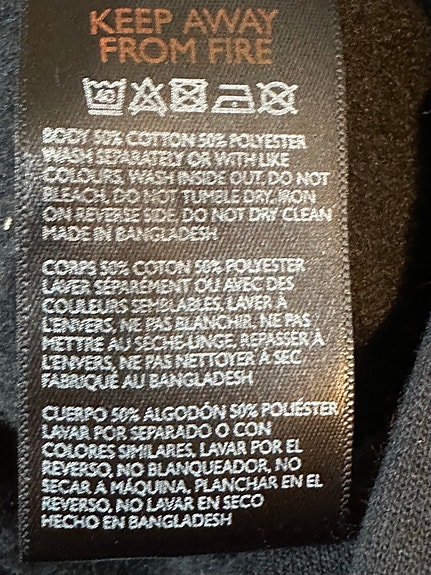 KEEP AWAY
FROM FIRE
40
BODY 50% COTTON 50% POLYESTER
WASH SEPARATELY OR WITH LIKE
COLOURS, WASH INSIDE OUT, DO NOT
BLEACH, DO NOT TUMBLE DRY, IRON
ON REVERSE SIDE, DO NOT DRY CLEAN
MADE IN BANGLADESH
CORPS 50% COTON 50% POLYESTER
LAVER SÉPARÉMENT OU AVEC DES
COULEURS SEMBLABLES, LAVER À
L'ENVERS, NE PAS BLANCHIR, NE PAS
METTRE AU SÈCHE-LINGE, REPASSER À
L'ENVERS, NE PAS NETTOYER À SEC
FABRIQUÉ AU BANGLADESH
CUERPO 50% ALGODÓN 50% POLIÉSTER
LAVAR POR SEPARADO O CON
COLORES SIMILARES, LAVAR POR EL
REVERSO, NO BLANQUEADOR, NO
SECAR A MÁQUINA, PLANCHAR EN EL
REVERSO, NO LAVAR EN SECO
HECHO EN BANGLADESH